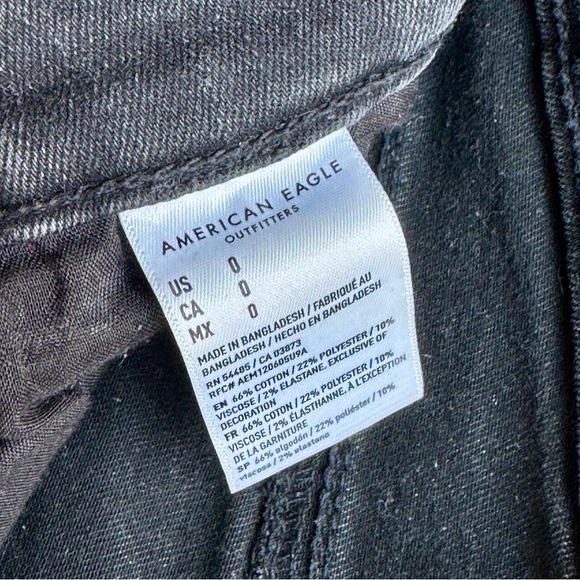 AMERICAN EAGLE
OUTFITTERS
US 0
CA 0
MX 0
MADE IN BANGLADESH / FABRIQUÉ AU
BANGLADESH / HECHO EN BANGLADESH
RN 54485 / CA 03873
RFC# AEM120605U9A
EN 66% COTTON / 22% POLYESTER / 10%
VISCOSE / 2% ELASTANE. EXCLUSIVE OF
DECORATION
FR 66% COTON / 22% POLYESTER / 10%
VISCOSE / 2% ÉLASTHANNE. À L'EXCEPTION
DE LA GARNITURE
SP 66% algodón / 22% poliéster / 10%
viscosa / 2% elastano